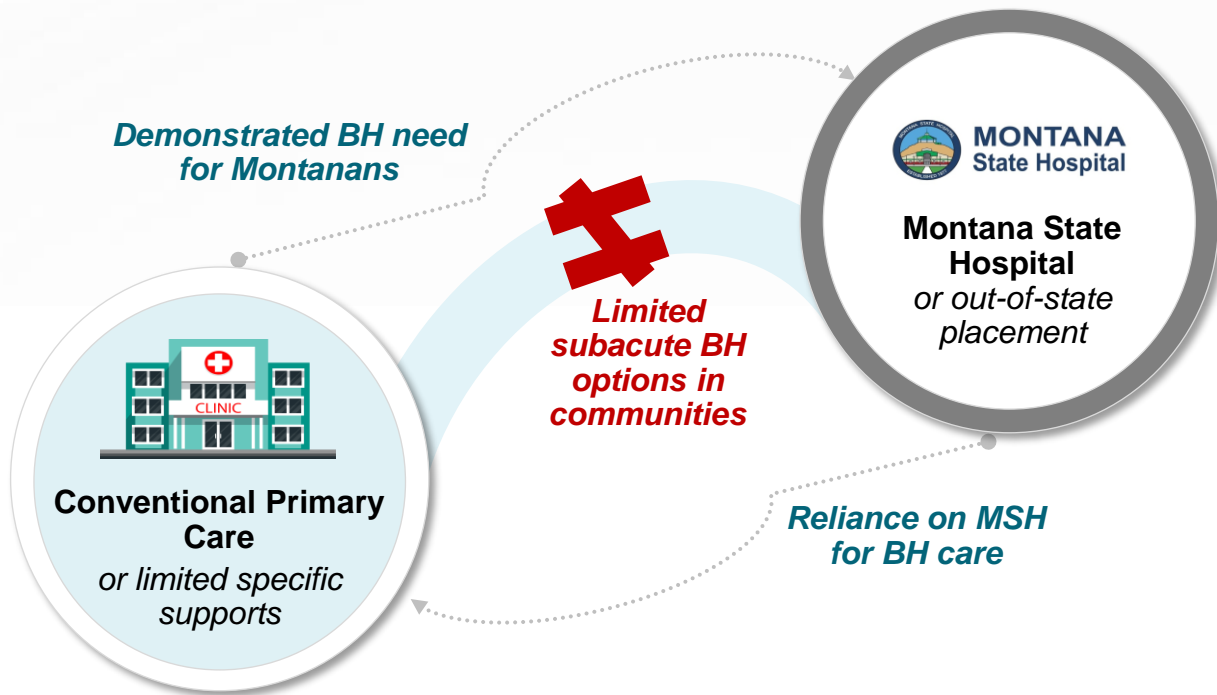 Demonstrated BH need
for Montanans
MONTANA
State Hospital
Montana State
Hospital
or out-of-state
placement
Limited
subacute BH
options in
communities
CLINIC
Conventional Primary
Care
or limited specific
supports
Reliance on MSH
for BH care